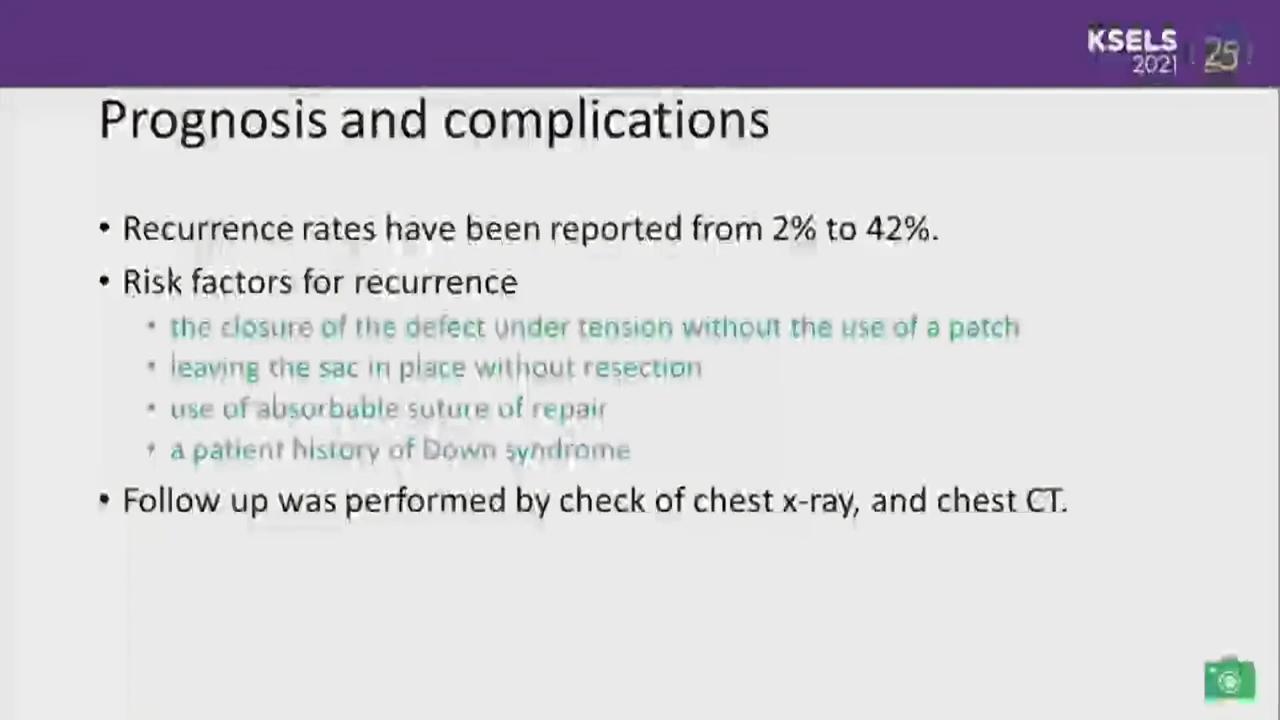 KSELS
2021
25
Prognosis and complications
• Recurrence rates have been reported from 2% to 42%.
• Risk factors for recurrence
• the closure of the defect under tension without the use of a patch
• leaving the sac in place without resection
• use of absorbable suture of repair
• a patient history of Down syndrome
• Follow up was performed by check of chest x-ray, and chest CT.